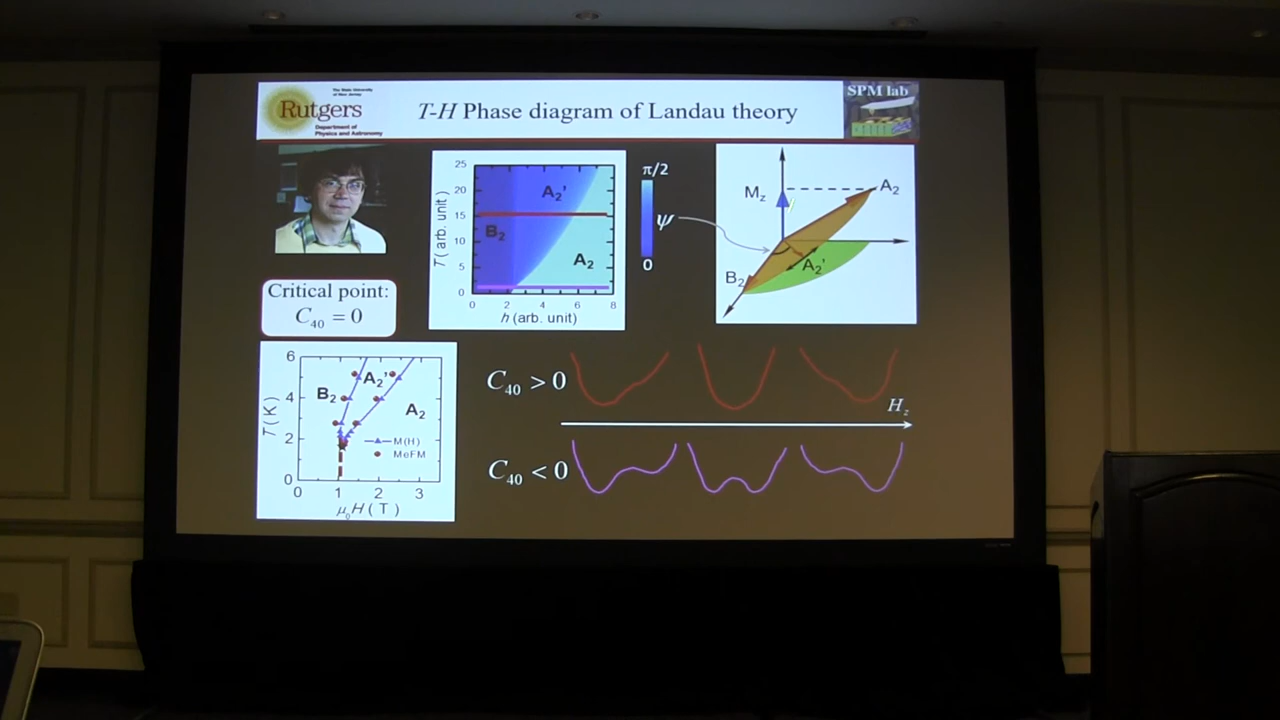 The State University
of New Jersey
Rutgers
Department of
Physics and Astronomy
T-H Phase diagram of Landau theory
SPM lab
Critical point:
C₄₀ = 0
T (arb. unit)
25
20
15
10
5
0
0 2 4 6 8
h (arb. unit)
A₂'
B₂
A₂
π/2
ψ
0
M_z
A₂
A₂'
B₂
T (K)
6
4
2
0
0 1 2 3
μ₀H ( T )
B₂
A₂'
A₂
M(H)
MeFM
C₄₀ > 0
H_z
C₄₀ < 0